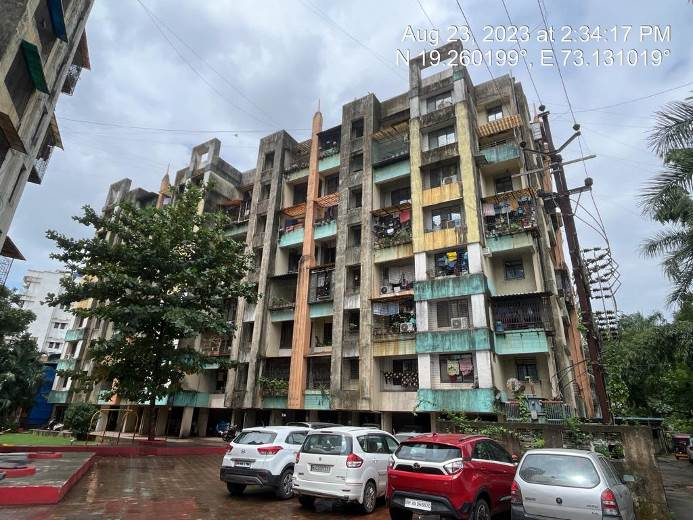 Aug 23, 2023 at 2:34:17 PM
N 19.260199°, E 73.131019°